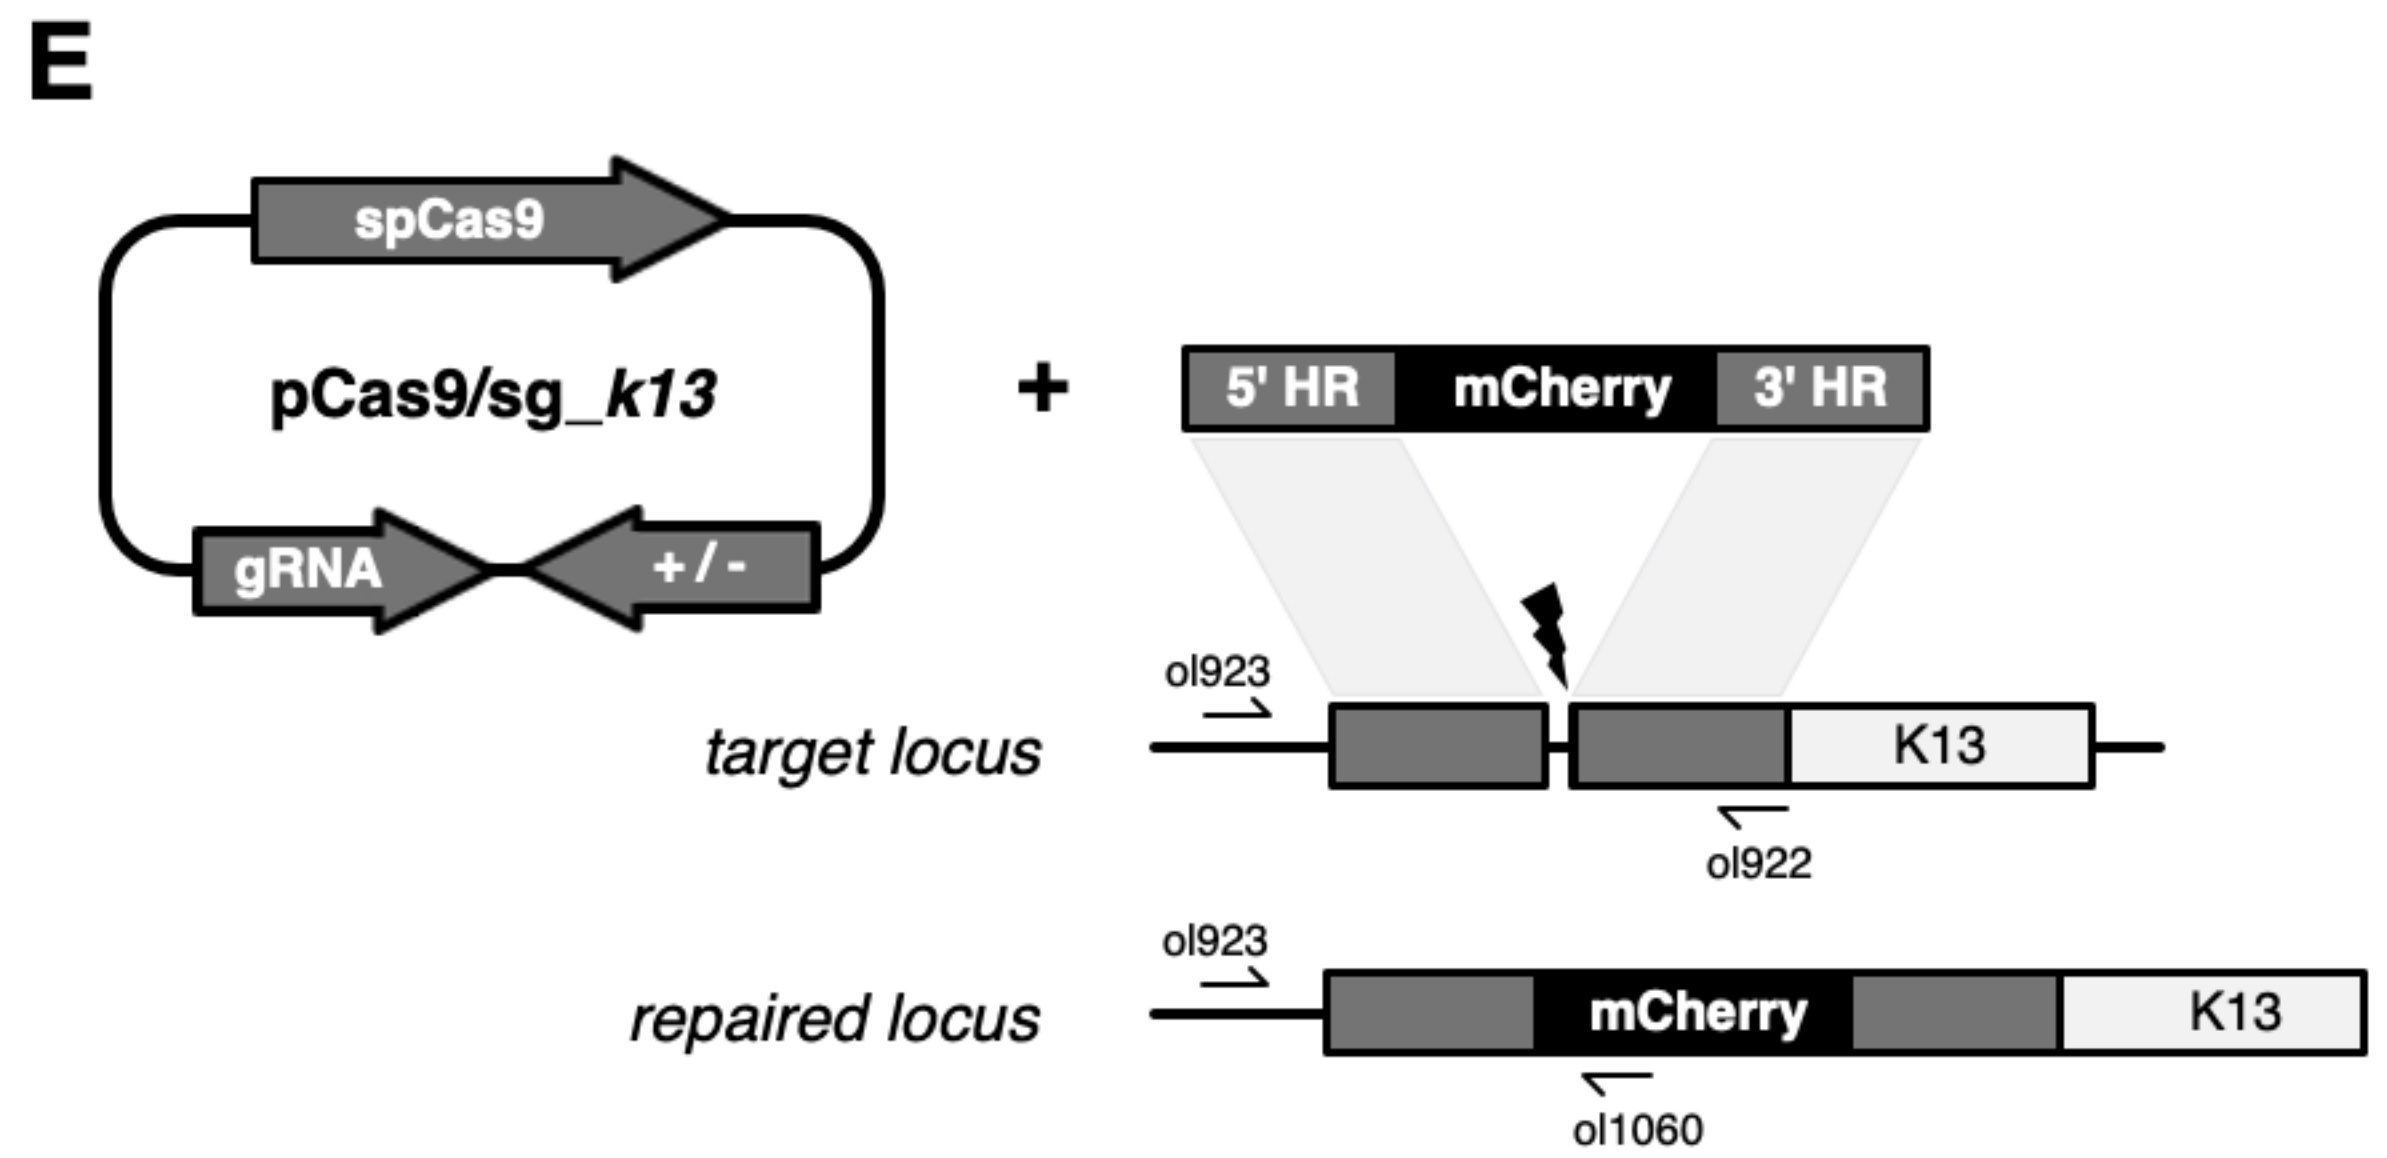 E
spCas9
pCas9/sg_k13
gRNA
+ / -
+
5' HR mCherry 3' HR
ol923
target locus
K13
ol922
ol923
repaired locus
mCherry
K13
ol1060